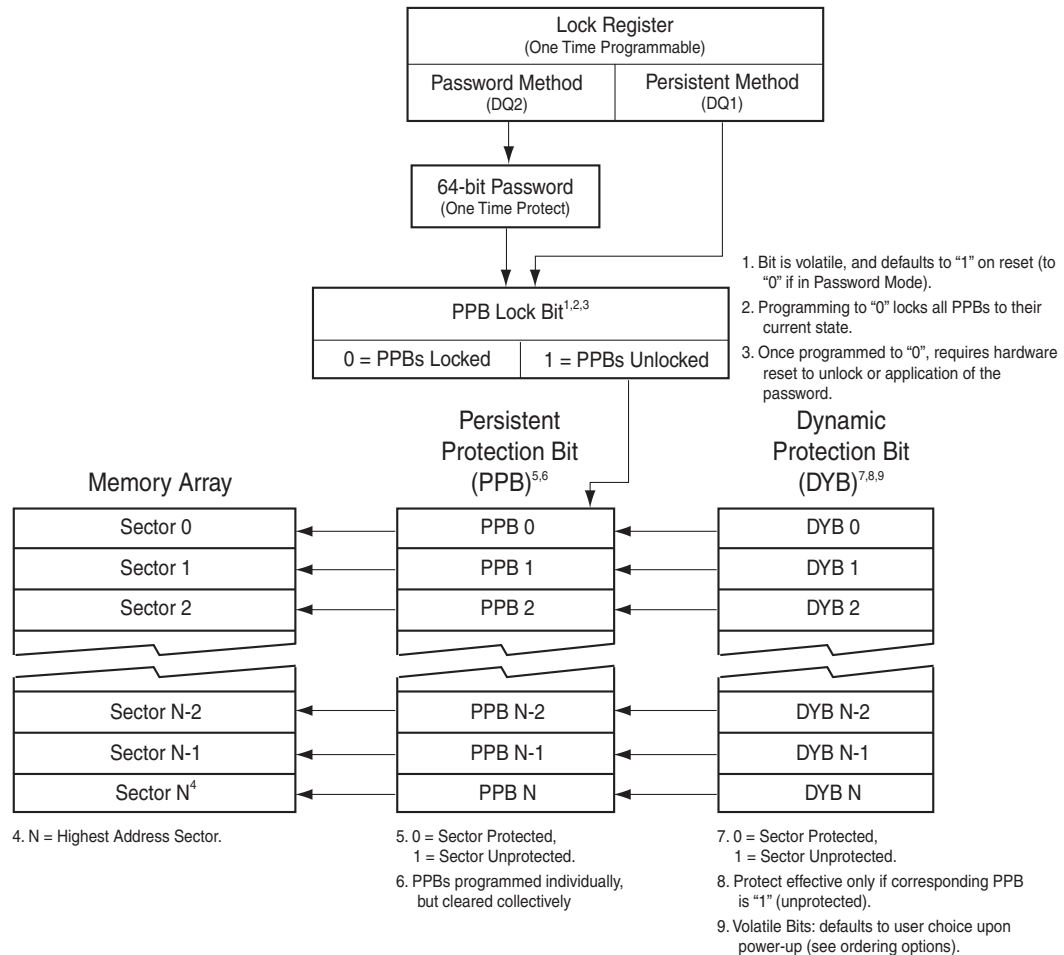 Lock Register
(One Time Programmable)
Password Method
(DQ2)
Persistent Method
(DQ1)
64-bit Password
(One Time Protect)
PPB Lock Bit1,2,3
0 = PPBs Locked
1 = PPBs Unlocked
1. Bit is volatile, and defaults to “1” on reset (to
“0” if in Password Mode).
2. Programming to “0” locks all PPBs to their
current state.
3. Once programmed to “0”, requires hardware
reset to unlock or application of the
password.
Memory Array
Persistent
Protection Bit
(PPB)5,6
Dynamic
Protection Bit
(DYB)7,8,9
Sector 0
PPB 0
DYB 0
Sector 1
PPB 1
DYB 1
Sector 2
PPB 2
DYB 2
Sector N-2
PPB N-2
DYB N-2
Sector N-1
PPB N-1
DYB N-1
Sector N4
PPB N
DYB N
4. N = Highest Address Sector.
5. 0 = Sector Protected,
1 = Sector Unprotected.
6. PPBs programmed individually,
but cleared collectively
7. 0 = Sector Protected,
1 = Sector Unprotected.
8. Protect effective only if corresponding PPB
is “1” (unprotected).
9. Volatile Bits: defaults to user choice upon
power-up (see ordering options).